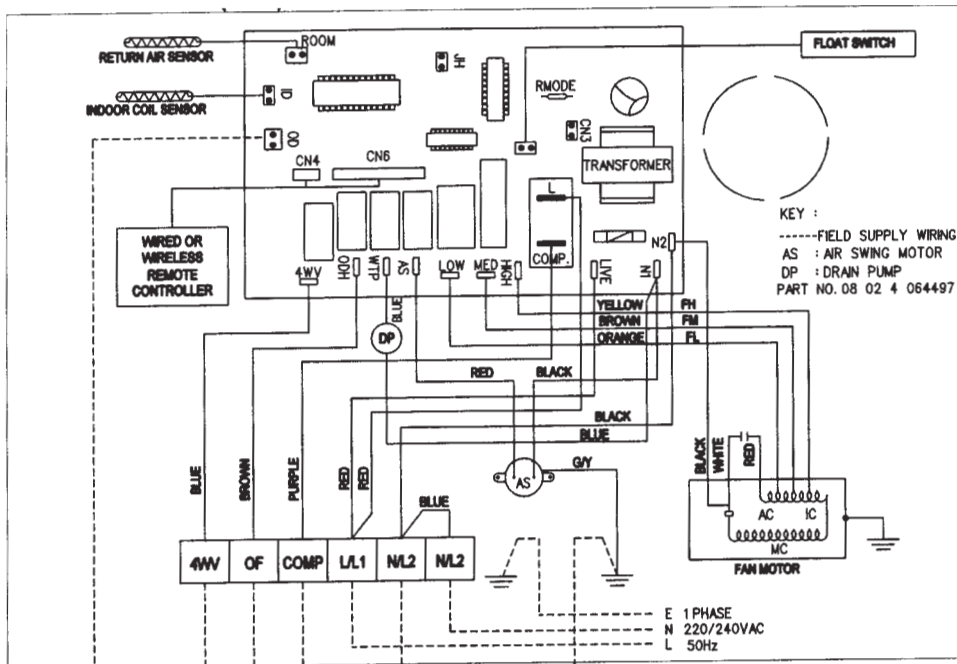 ROOM
RETURN AIR SENSOR
FLOAT SWITCH
JH
RMODE
ID
INDOOR COIL SENSOR
OD
CN3
CN4
CN6
TRANSFORMER
L
KEY :
-----FIELD SUPPLY WIRING
AS : AIR SWING MOTOR
DP : DRAIN PUMP
PART NO. 08 02 4 064497
WIRED OR
WIRELESS
REMOTE
CONTROLLER
N2
COMP.
4WV
ODH
WTP
AS
LOW
MED
HIGH
LIVE
N1
BLUE
YELLOW FH
BROWN FM
ORANGE FL
DP
RED
BLACK
BLACK
BLUE
BLUE
BROWN
PURPLE
RED
RED
BLUE
G/Y
AS
BLACK
WHITE
RED
AC
IC
MC
FAN MOTOR
4WV
OF
COMP
L/L1
N/L2
N/L2
E 1 PHASE
N 220/240VAC
L 50Hz